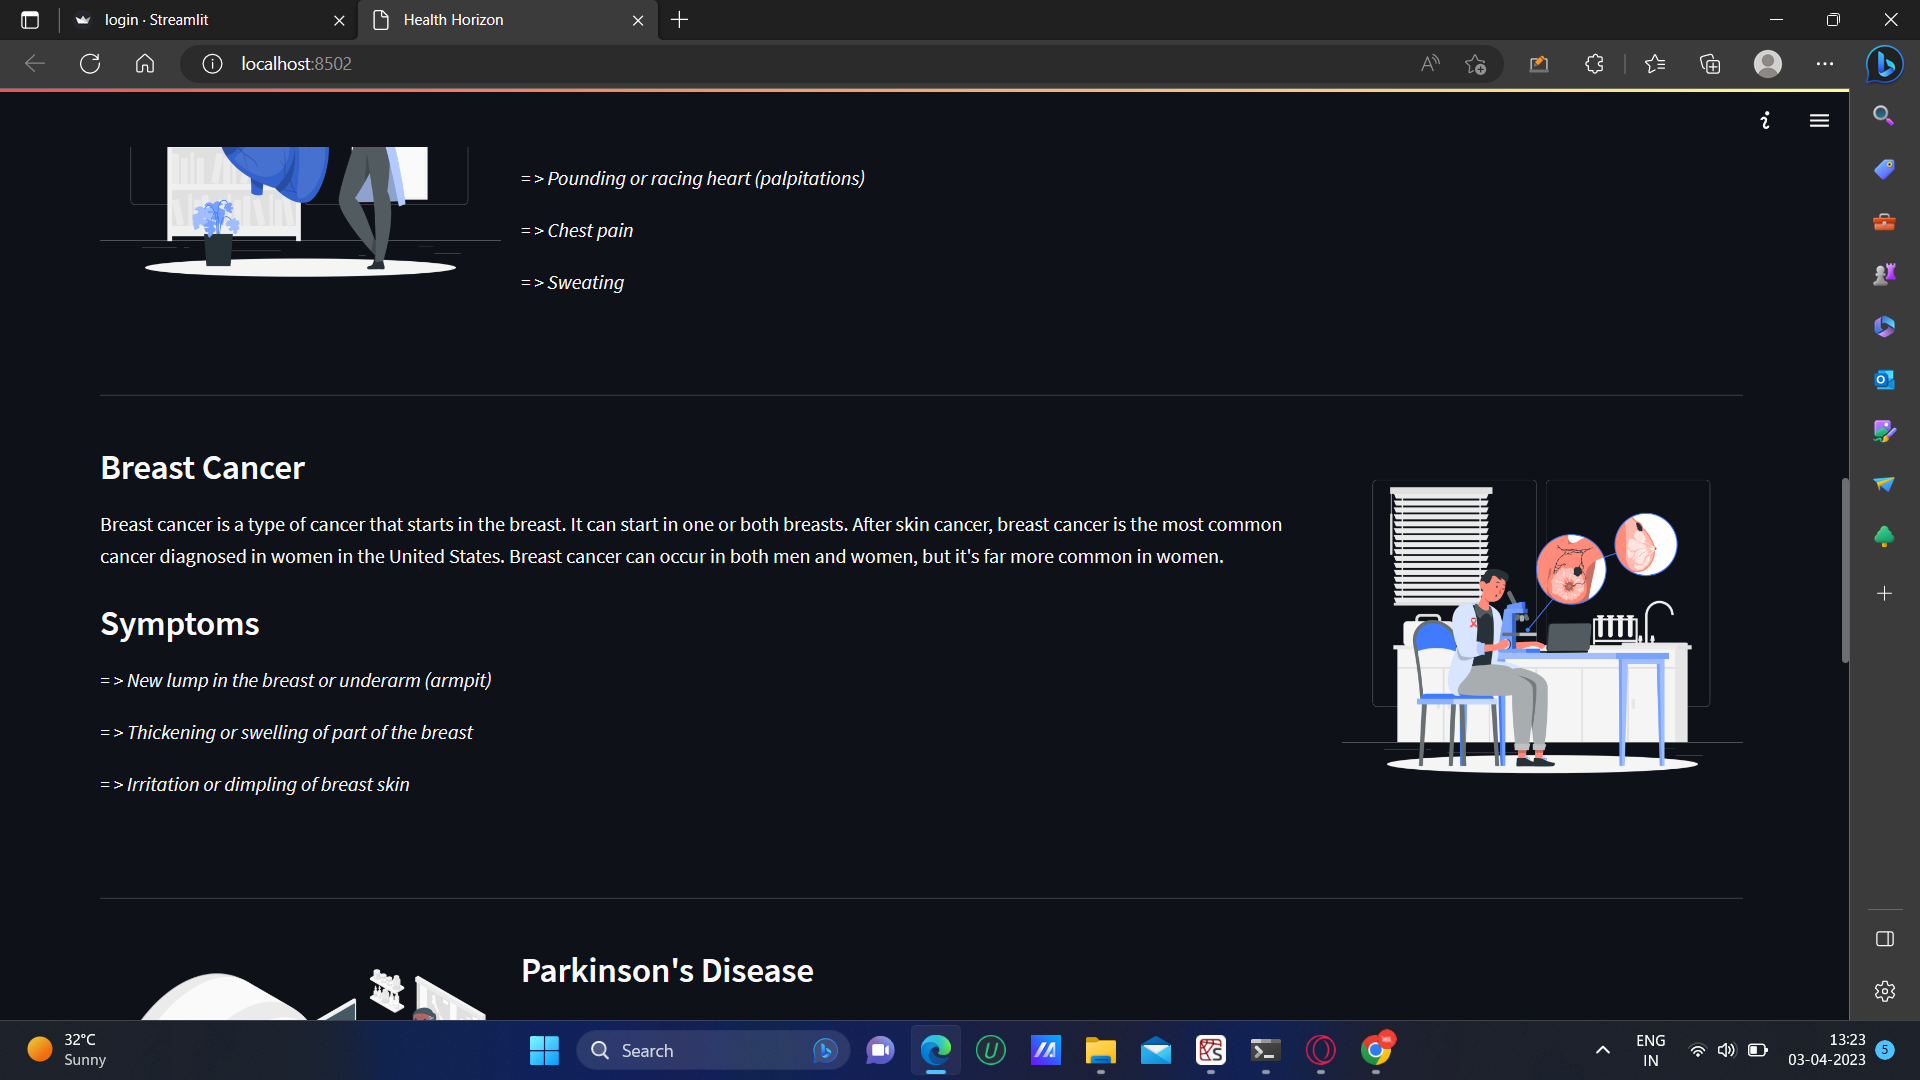 login · Streamlit
Health Horizon
localhost:8502
=> Pounding or racing heart (palpitations)
=> Chest pain
=> Sweating
Breast Cancer
Breast cancer is a type of cancer that starts in the breast. It can start in one or both breasts. After skin cancer, breast cancer is the most common
cancer diagnosed in women in the United States. Breast cancer can occur in both men and women, but it's far more common in women.
Symptoms
=> New lump in the breast or underarm (armpit)
=> Thickening or swelling of part of the breast
=> Irritation or dimpling of breast skin
Parkinson's Disease
32°C
Sunny
Search
ENG
IN
13:23
03-04-2023
5